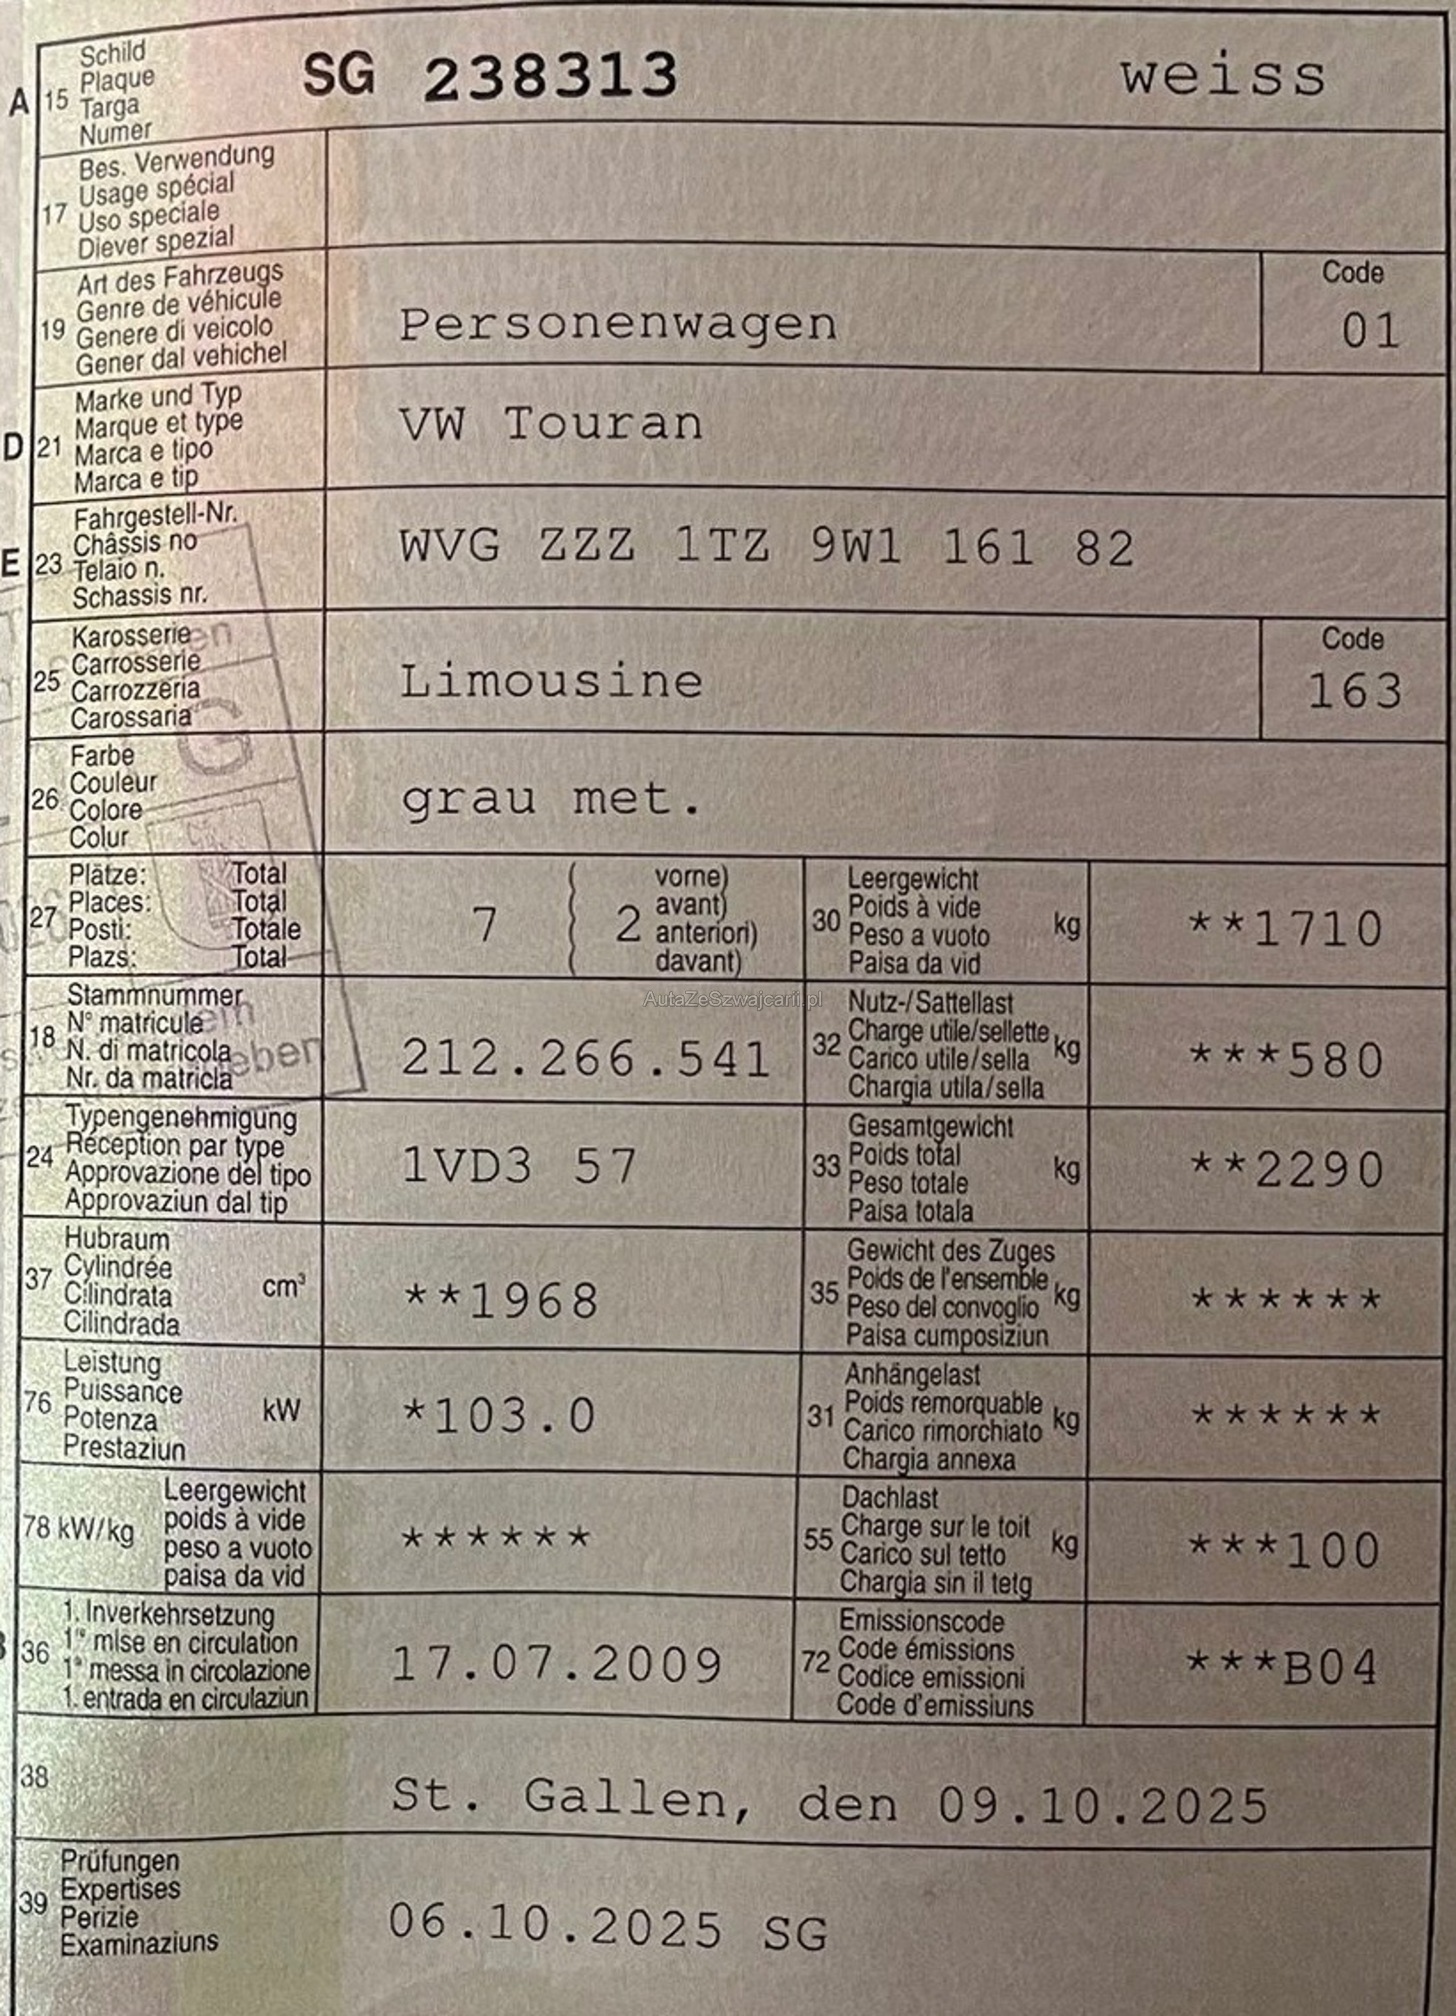 A 15 Schild
Plaque
Targa
Numer
SG 238313 weiss
17 Bes. Verwendung
Usage spécial
Uso speciale
Diever spezial
19 Art des Fahrzeugs
Genre de véhicule
Genere di veicolo
Gener dal vehichel
Personenwagen
Code
01
D 21 Marke und Typ
Marque et type
Marca e tipo
Marca e tip
VW Touran
E 23 Fahrgestell-Nr.
Châssis no
Telaio n.
Schassis nr.
WVG ZZZ 1TZ 9W1 161 82
25 Karosserie
Carrosserie
Carrozzeria
Carossaria
Limousine
Code
163
26 Farbe
Couleur
Colore
Colur
grau met.
27 Plätze: Total
Places: Total
Posti: Totale
Plazs: Total
7 ( 2 vorne)
avant)
anteriori)
davant)
30 Leergewicht
Poids à vide
Peso a vuoto
Paisa da vid
kg
**1710
18 Stammnummer
N° matricule
N. di matricola
Nr. da matricla
212.266.541
AutaZeSzwajcarii.pl
32 Nutz-/Sattellast
Charge utile/sellette
Carico utile/sella
Chargia utila/sella
kg
***580
24 Typengenehmigung
Réception par type
Approvazione del tipo
Approvaziun dal tip
1VD3 57
33 Gesamtgewicht
Poids total
Peso totale
Paisa totala
kg
**2290
37 Hubraum
Cylindrée
Cilindrata
Cilindrada
cm³
**1968
35 Gewicht des Zuges
Poids de l'ensemble
Peso del convoglio
Paisa cumposiziun
kg
******
76 Leistung
Puissance
Potenza
Prestaziun
kW
*103.0
31 Anhängelast
Poids remorquable
Carico rimorchiato
Chargia annexa
kg
******
78 kW/kg Leergewicht
poids à vide
peso a vuoto
paisa da vid
******
55 Dachlast
Charge sur le toit
Carico sul tetto
Chargia sin il tetg
kg
***100
36 1. Inverkehrsetzung
1re mise en circulation
1a messa in circolazione
1. entrada en circulaziun
17.07.2009
72 Emissionscode
Code émissions
Codice emissioni
Code d'emissiuns
***B04
38
St. Gallen, den 09.10.2025
39 Prüfungen
Expertises
Perizie
Examinaziuns
06.10.2025 SG